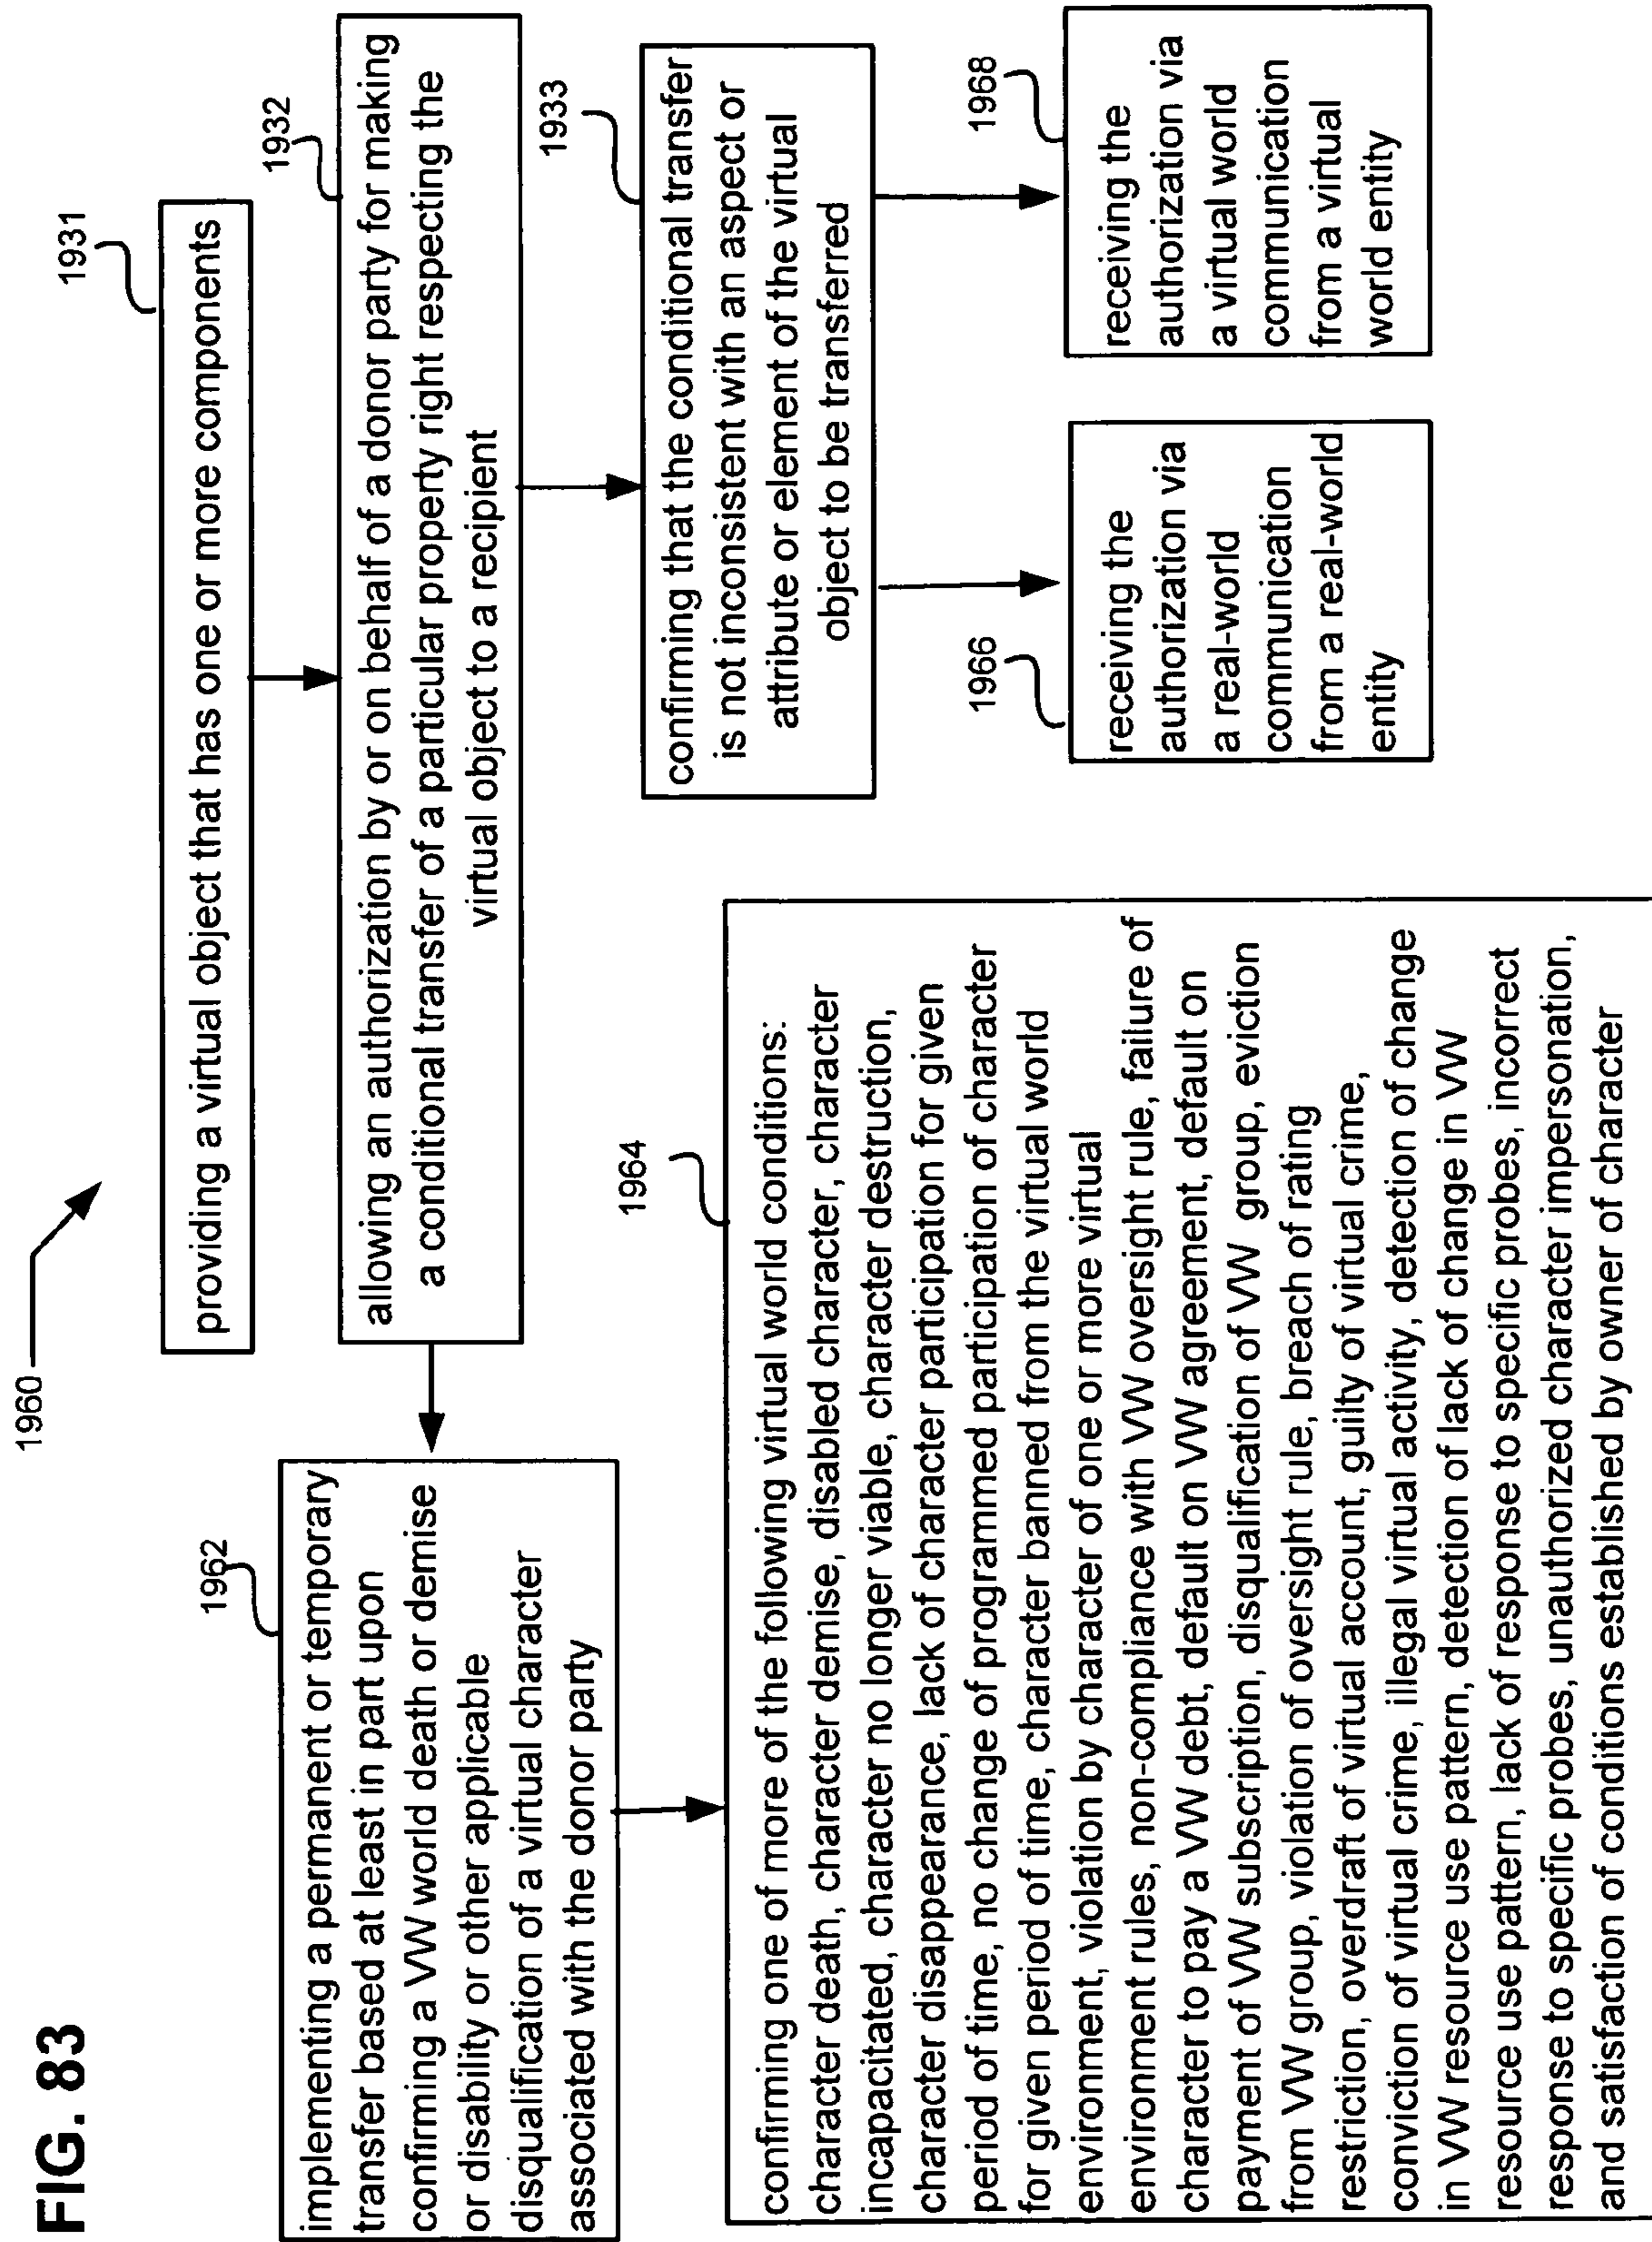 FIG. 83
1960
1931
providing a virtual object that has one or more components
1932
allowing an authorization by or on behalf of a donor party for making
a conditional transfer of a particular property right respecting the
virtual object to a recipient
1933
confirming that the conditional transfer
is not inconsistent with an aspect or
attribute or element of the virtual
object to be transferred
1962
implementing a permanent or temporary
transfer based at least in part upon
confirming a VW world death or demise
or disability or other applicable
disqualification of a virtual character
associated with the donor party
1964
confirming one of more of the following virtual world conditions:
character death, character demise, disabled character, character
incapacitated, character no longer viable, character destruction,
character disappearance, lack of character participation for given
period of time, no change of programmed participation of character
for given period of time, character banned from the virtual world
environment, violation by character of one or more virtual
environment rules, non-compliance with VW oversight rule, failure of
character to pay a VW debt, default on VW agreement, default on
payment of VW subscription, disqualification of VW group, eviction
from VW group, violation of oversight rule, breach of rating
restriction, overdraft of virtual account, guilty of virtual crime,
conviction of virtual crime, illegal virtual activity, detection of change
in VW resource use pattern, detection of lack of change in VW
resource use pattern, lack of response to specific probes, incorrect
response to specific probes, unauthorized character impersonation,
and satisfaction of conditions established by owner of character
1966
receiving the
authorization via
a real-world
communication
from a real-world
entity
1968
receiving the
authorization via
a virtual world
communication
from a virtual
world entity